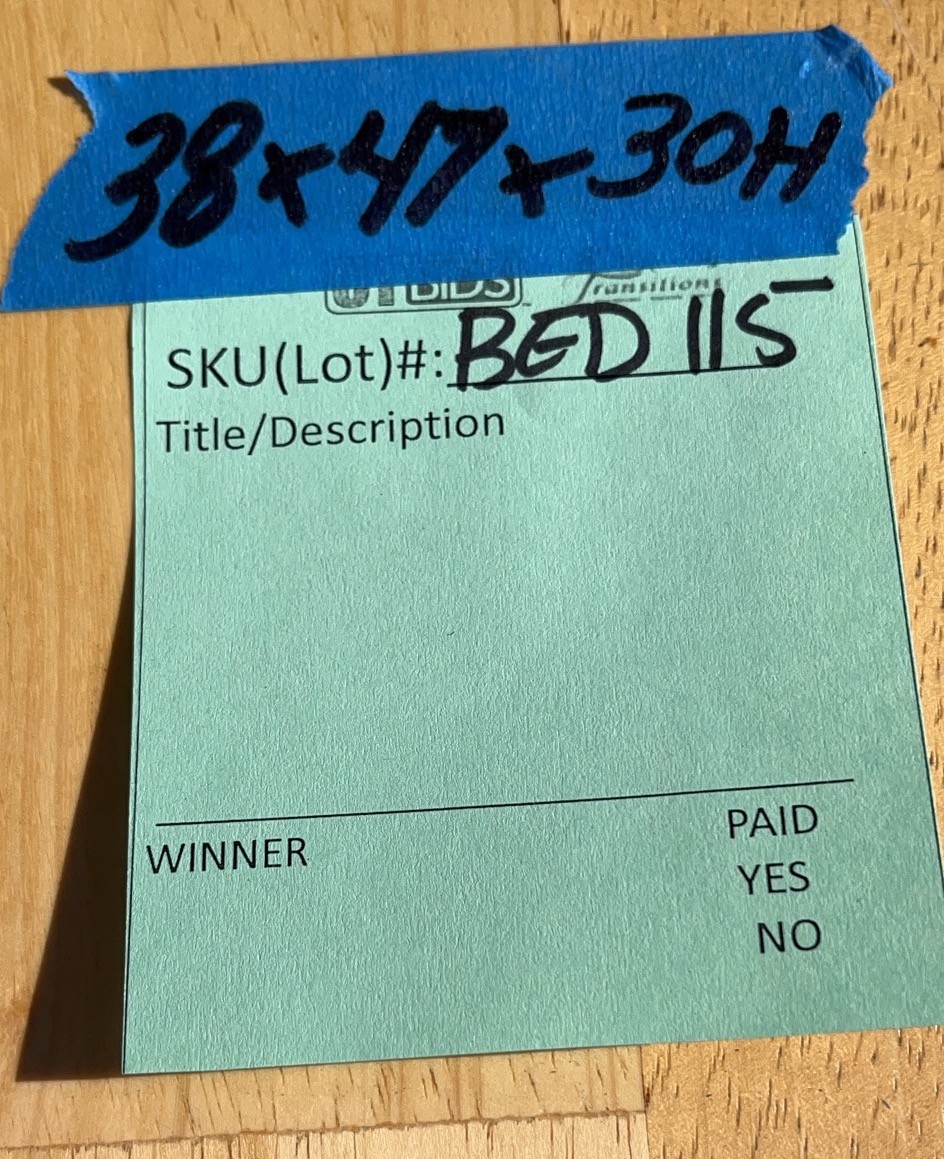 38x47x30H
BIDS
Transitions
SKU(Lot)#: BED 115
Title/Description
WINNER
PAID
YES
NO